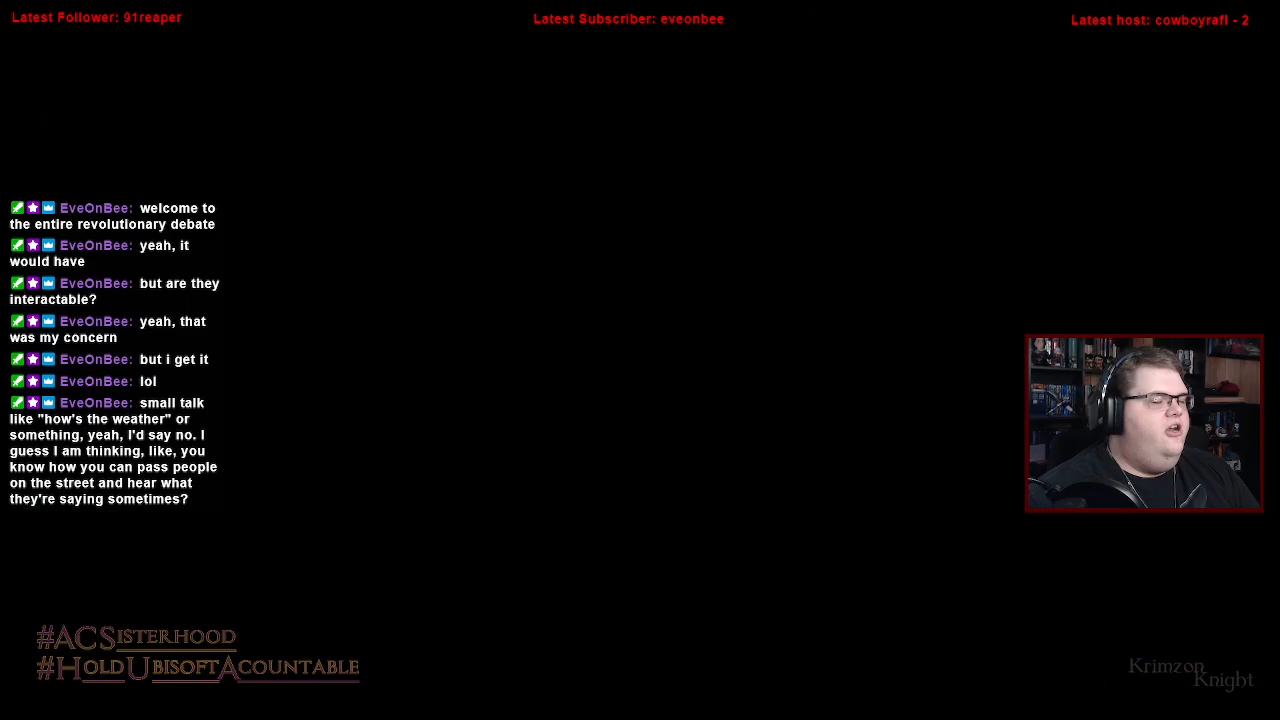 Latest Follower: 91reaper
Latest Subscriber: eveonbee
Latest host: cowboyrafl - 2
EveOnBee: welcome to
the entire revolutionary debate
EveOnBee: yeah, it
would have
EveOnBee: but are they
interactable?
EveOnBee: yeah, that
was my concern
EveOnBee: but i get it
EveOnBee: lol
EveOnBee: small talk
like "how's the weather" or
something, yeah, I'd say no. I
guess I am thinking, like, you
know how you can pass people
on the street and hear what
they're saying sometimes?
#ACSisterhood
#HoldUbisoftAcountable
Krimzon
Knight